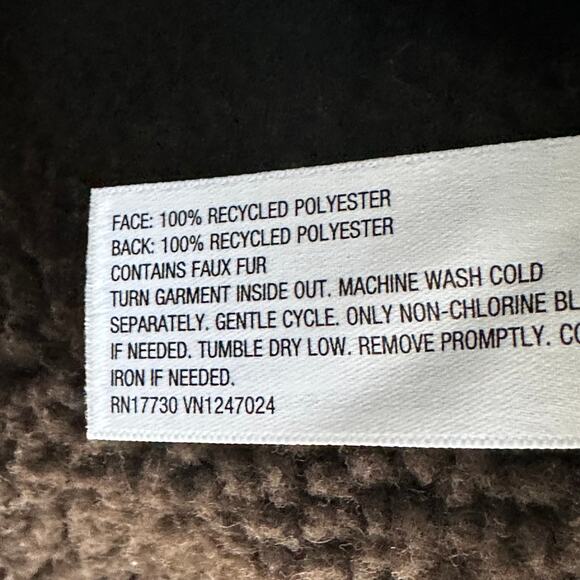 FACE: 100% RECYCLED POLYESTER
BACK: 100% RECYCLED POLYESTER
CONTAINS FAUX FUR
TURN GARMENT INSIDE OUT. MACHINE WASH COLD
SEPARATELY. GENTLE CYCLE. ONLY NON-CHLORINE
IF NEEDED. TUMBLE DRY LOW. REMOVE PROMPTLY.
IRON IF NEEDED.
RN17730 VN1247024